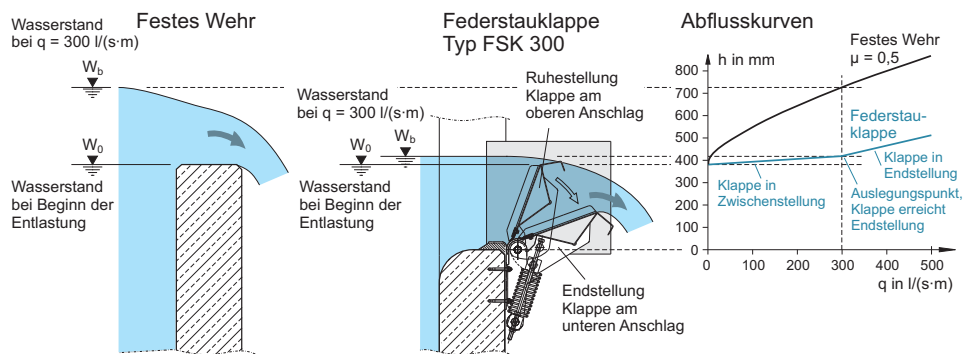 Festes Wehr
Wasserstand
bei q = 300 l/(s·m)
W_b
W_0
Wasserstand
bei Beginn der
Entlastung
Federstauklappe
Typ FSK 300
Wasserstand
bei q = 300 l/(s·m)
W_0
W_b
Wasserstand
bei Beginn der
Entlastung
Ruhestellung
Klappe am
oberen Anschlag
Endstellung
Klappe am
unteren Anschlag
Abflusskurven
h in mm
Festes Wehr
µ = 0,5
800
700
600
500
400
300
200
100
0
Federstau-
klappe
Klappe in
Endstellung
Klappe in
Zwischenstellung
Auslegungspunkt,
Klappe erreicht
Endstellung
0 100 200 300 400 500
q in l/(s·m)